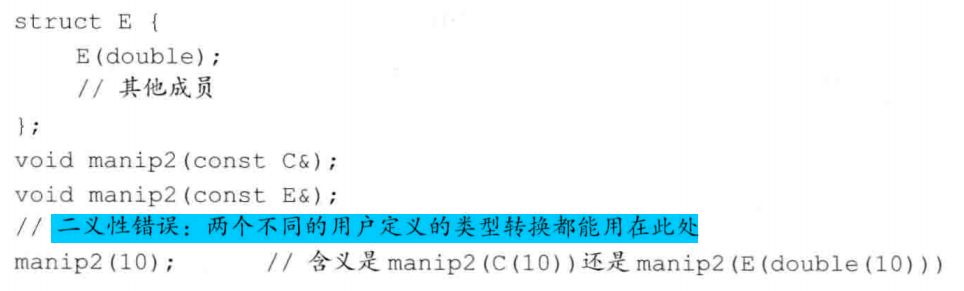 struct E {
    E(double);
    // 其他成员
};
void manip2(const C&);
void manip2(const E&);
// 二义性错误：两个不同的用户定义的类型转换都能用在此处
manip2(10);        // 含义是 manip2(C(10))还是 manip2(E(double(10)))